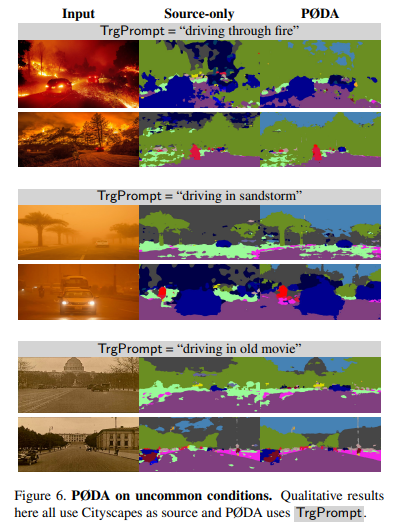 Input Source-only PØDA
TrgPrompt = “driving through fire”
TrgPrompt = “driving in sandstorm”
TrgPrompt = “driving in old movie”
Figure 6. PØDA on uncommon conditions. Qualitative results
here all use Cityscapes as source and PØDA uses TrgPrompt.